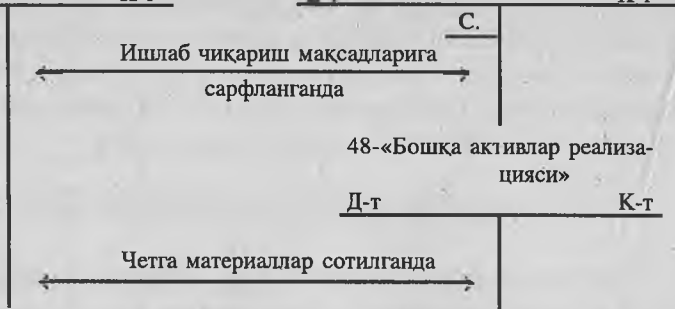 С.
Ишлаб чиқариш мақсадларига
сарфланганда
48-«Бошқа активлар реализа-
цияси»
Д-т К-т
Четга материаллар сотилганда